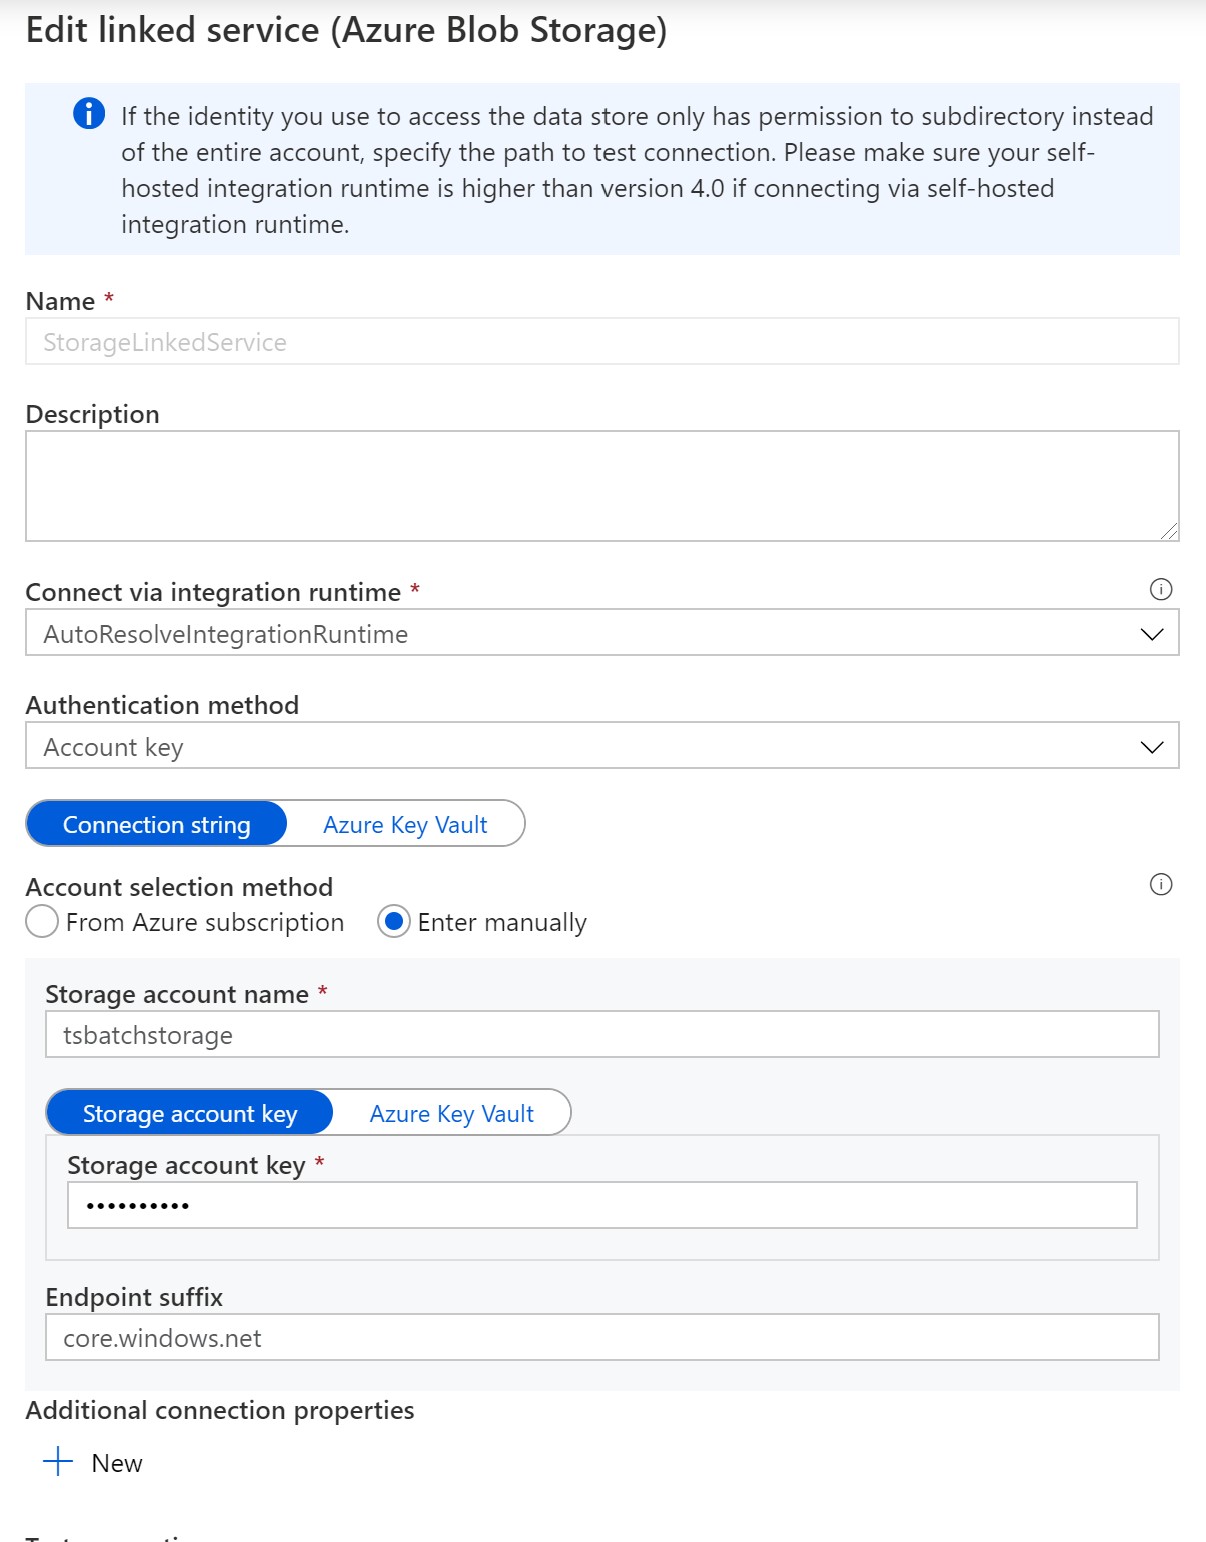 Edit linked service (Azure Blob Storage)
If the identity you use to access the data store only has permission to subdirectory instead
of the entire account, specify the path to test connection. Please make sure your self-
hosted integration runtime is higher than version 4.0 if connecting via self-hosted
integration runtime.
Name *
StorageLinkedService
Description
Connect via integration runtime *
AutoResolveIntegrationRuntime
Authentication method
Account key
Connection string Azure Key Vault
Account selection method
From Azure subscription Enter manually
Storage account name *
tsbatchstorage
Storage account key Azure Key Vault
Storage account key *
••••••••••
Endpoint suffix
core.windows.net
Additional connection properties
New